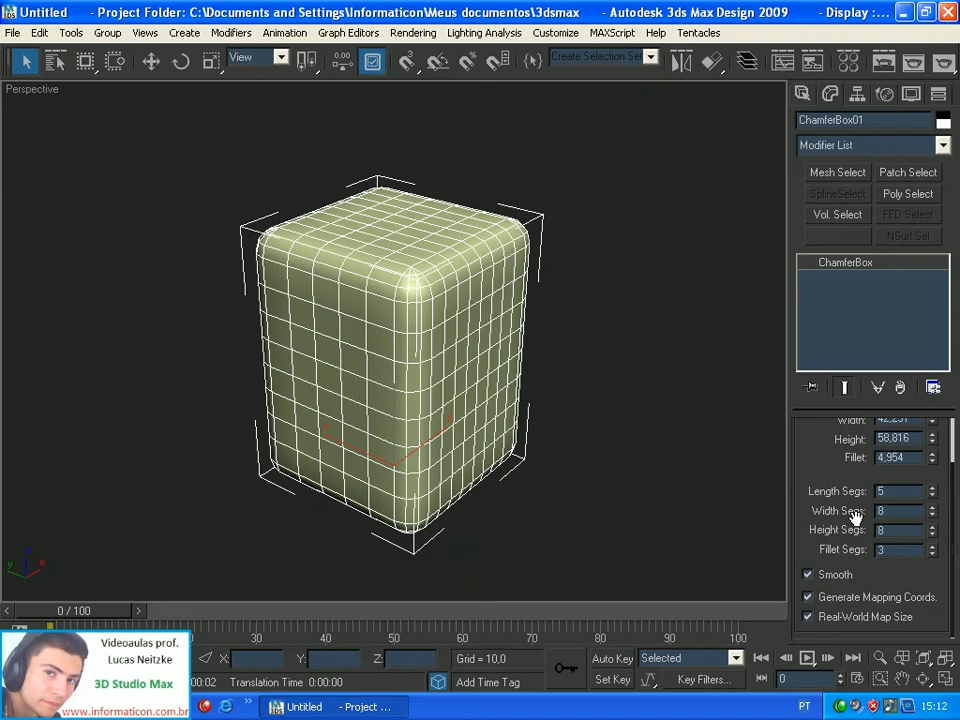 Untitled - Project Folder: C:\Documents and Settings\Informaticon\Meus documentos\3dsmax - Autodesk 3ds Max Design 2009 - Display :...
File Edit Tools Group Views Create Modifiers Animation Graph Editors Rendering Lighting Analysis Customize MAXScript Help Tentacles
View Create Selection Set
Perspective
ChamferBox01
Modifier List
Mesh Select Patch Select
SplineSelect Poly Select
Vol. Select FFD Select
ChamferBox
Width:
Height: 58,816
Fillet: 4,954
Length Segs: 5
Width Segs: 8
Height Segs: 8
Fillet Segs: 3
Smooth
Generate Mapping Coords.
Real-World Map Size
y x
< 0 / 100 >
30 40 50 60 70 80 90 100
Videoaulas prof.
Lucas Neitzke
3D Studio Max
www.informaticon.com.br
X: Y: Z: Grid = 10,0 Auto Key Selected
Translation Time 0:00:00 Add Time Tag Set Key Key Filters... 0
Untitled - Project ... PT 15:12